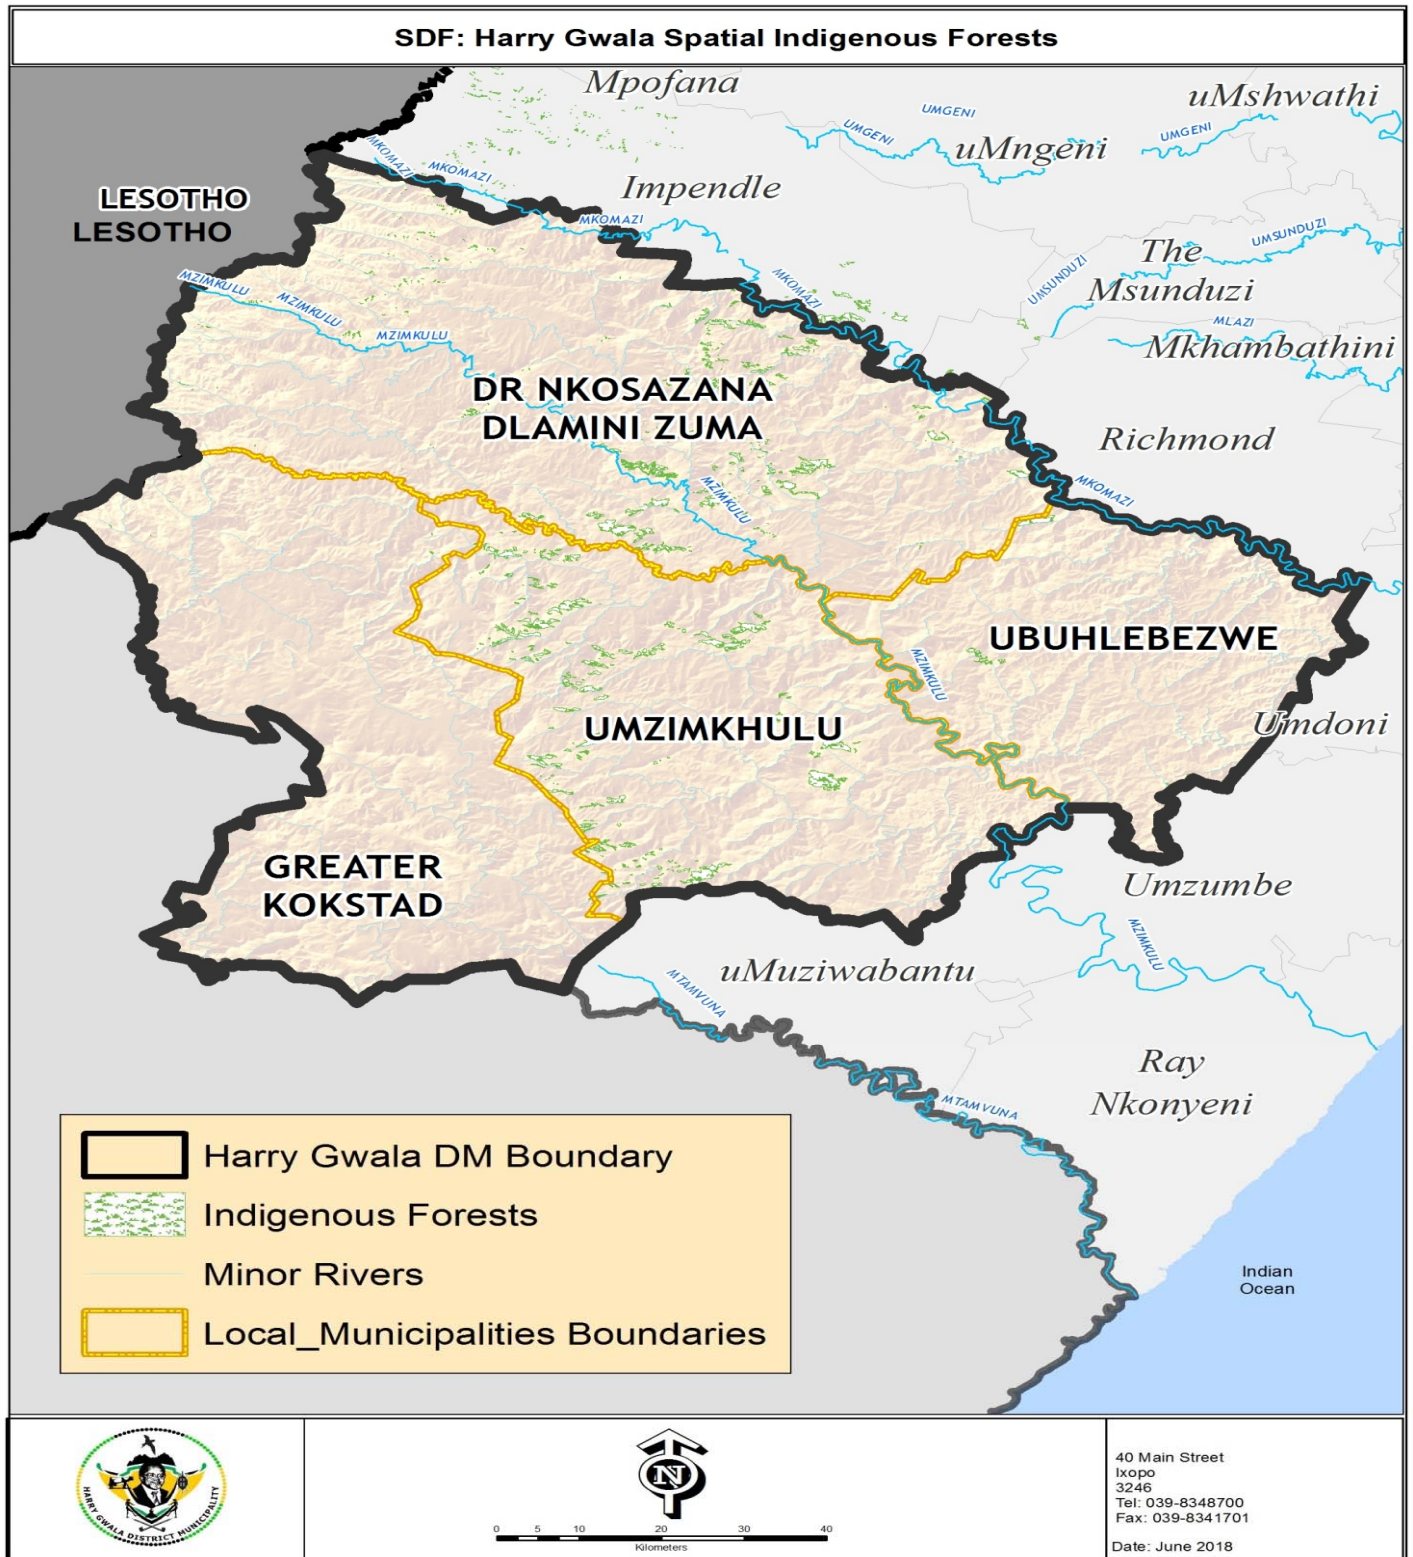 SDF: Harry Gwala Spatial Indigenous Forests
Mpofana
uMshwathi
UMGENI
UMGENI
UMGENI
uMngeni
MKOMAZI
MKOMAZI
Impendle
LESOTHO
LESOTHO
MKOMAZI
UMSUNDUZI
The
Msunduzi
UMSUNDUZI
MZIMKULU
MZIMKULU
MZIMKULU
MKOMAZI
MLAZI
Mkhambathini
DR NKOSAZANA
DLAMINI ZUMA
Richmond
MZIMKULU
MKOMAZI
UBUHLEBEZWE
MZIMKULU
UMZIMKHULU
Umdoni
GREATER
KOKSTAD
Umzumbe
MZIMKULU
uMuziwabantu
MTAMVUNA
Ray
Nkonyeni
MTAMVUNA
Harry Gwala DM Boundary
Indigenous Forests
Minor Rivers
Local_Municipalities Boundaries
Indian
Ocean
HARRY GWALA DISTRICT MUNICIPALITY
N
0 5 10 20 30 40
Kilometers
40 Main Street
Ixopo
3246
Tel: 039-8348700
Fax: 039-8341701
Date: June 2018